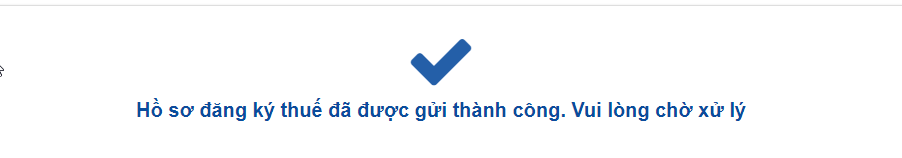 Hồ sơ đăng ký thuế đã được gửi thành công. Vui lòng chờ xử lý